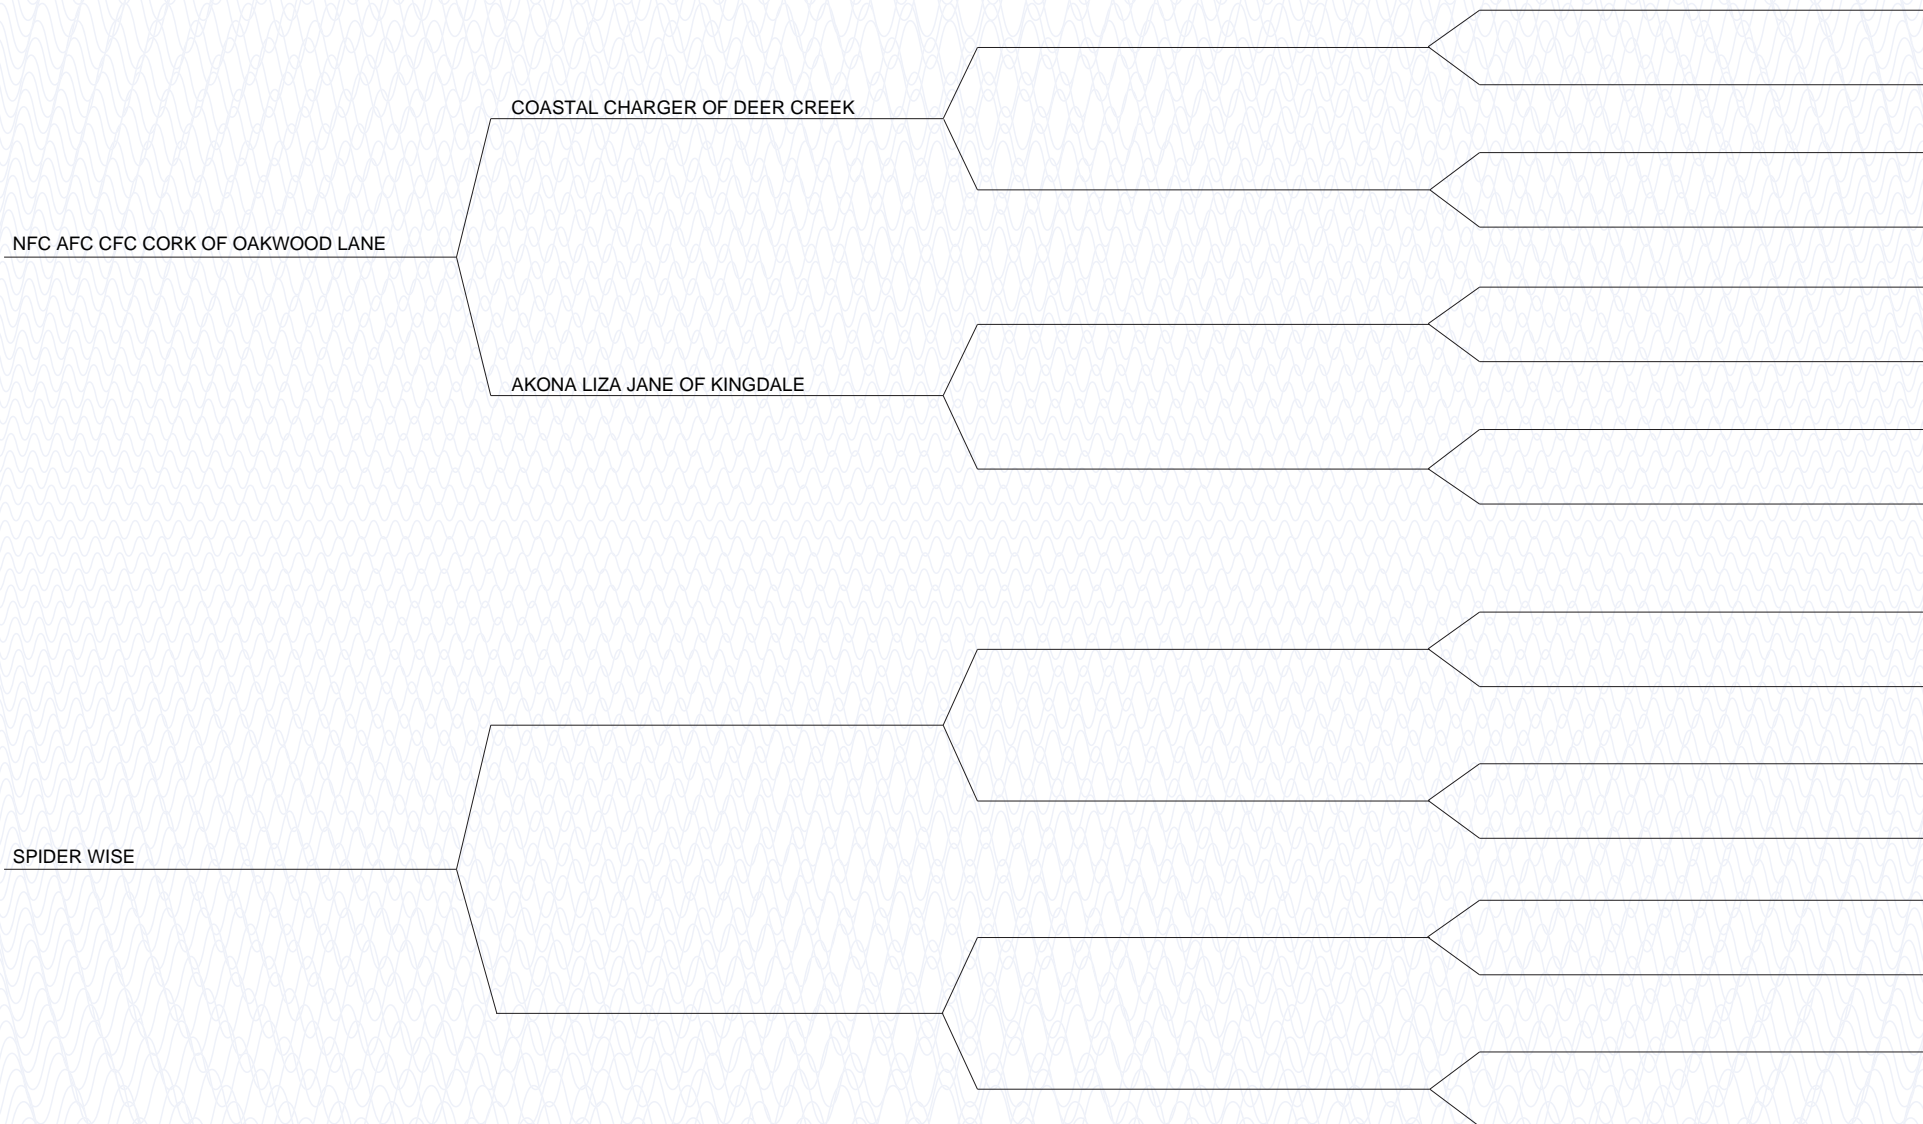 COASTAL CHARGER OF DEER CREEK
NFC AFC CFC CORK OF OAKWOOD LANE
AKONA LIZA JANE OF KINGDALE
SPIDER WISE